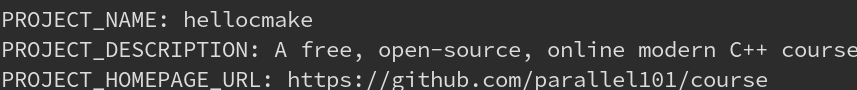 PROJECT_NAME: hellocmake
PROJECT_DESCRIPTION: A free, open-source, online modern C++ course
PROJECT_HOMEPAGE_URL: https://github.com/parallel101/course